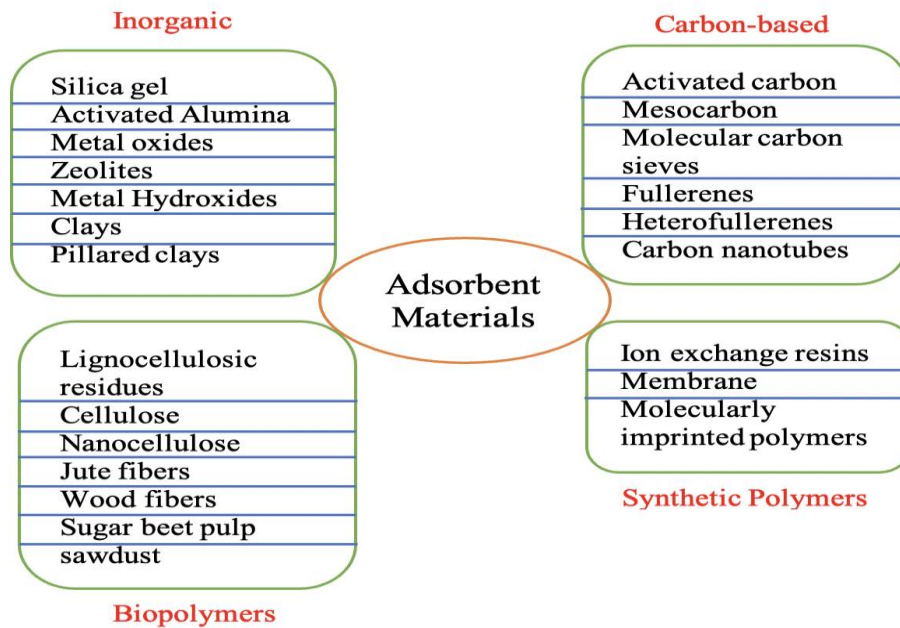 Inorganic
Silica gel
Activated Alumina
Metal oxides
Zeolites
Metal Hydroxides
Clays
Pillared clays
Carbon-based
Activated carbon
Mesocarbon
Molecular carbon
sieves
Fullerenes
Heterofullerenes
Carbon nanotubes
Adsorbent
Materials
Lignocellulosic
residues
Cellulose
Nanocellulose
Jute fibers
Wood fibers
Sugar beet pulp
sawdust
Biopolymers
Ion exchange resins
Membrane
Molecularly
imprinted polymers
Synthetic Polymers